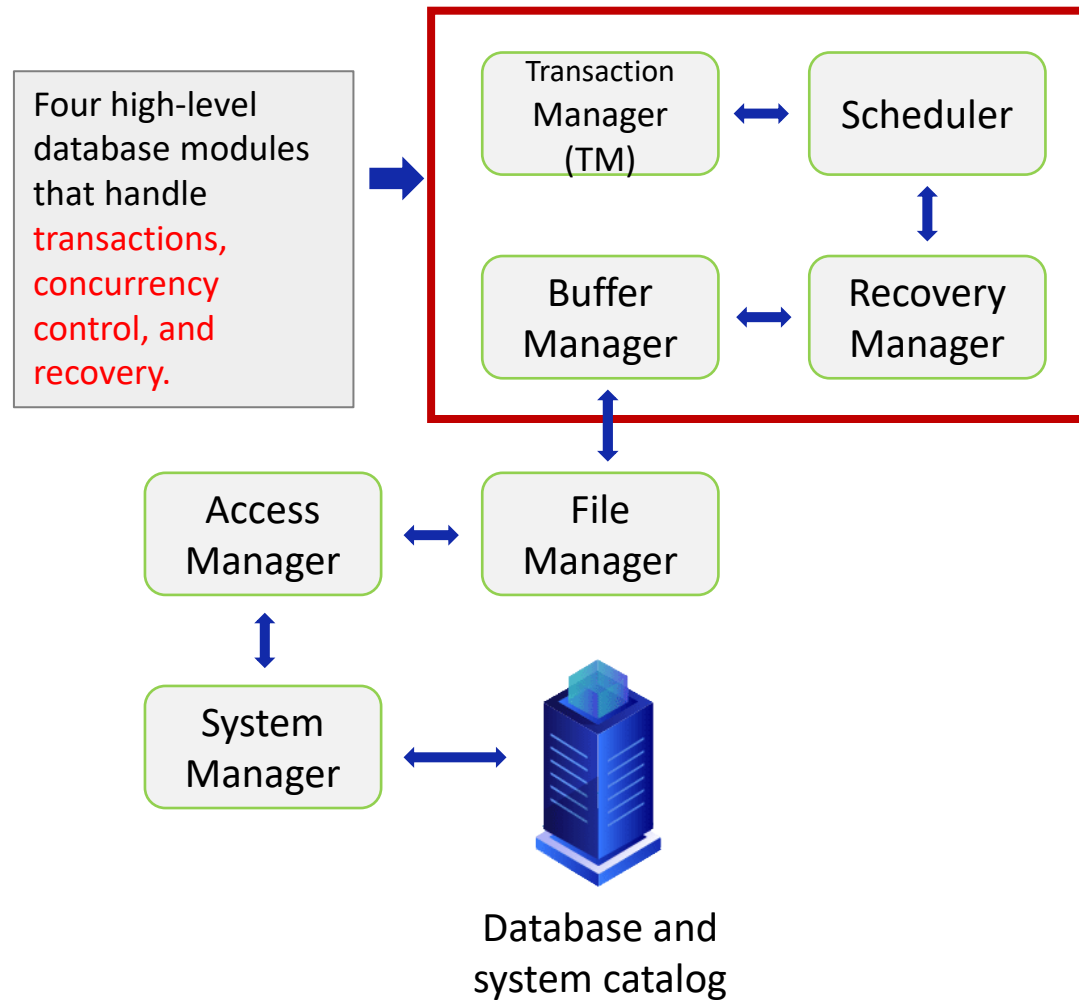 Four high-level
database modules
that handle
transactions,
concurrency
control, and
recovery.
Transaction
Manager
(TM)
Scheduler
Buffer
Manager
Recovery
Manager
Access
Manager
File
Manager
System
Manager
Database and
system catalog